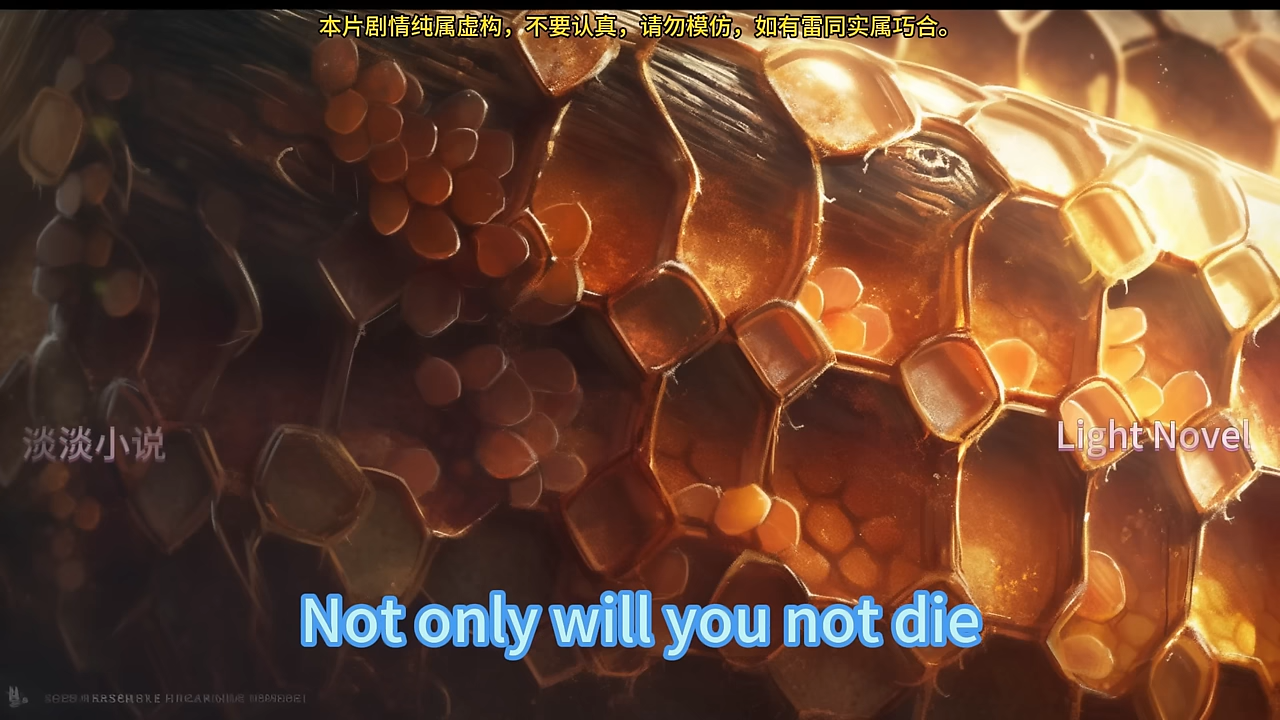 本片剧情纯属虚构，不要认真，请勿模仿，如有雷同实属巧合。
淡淡小说
Light Novel
Not only will you not die